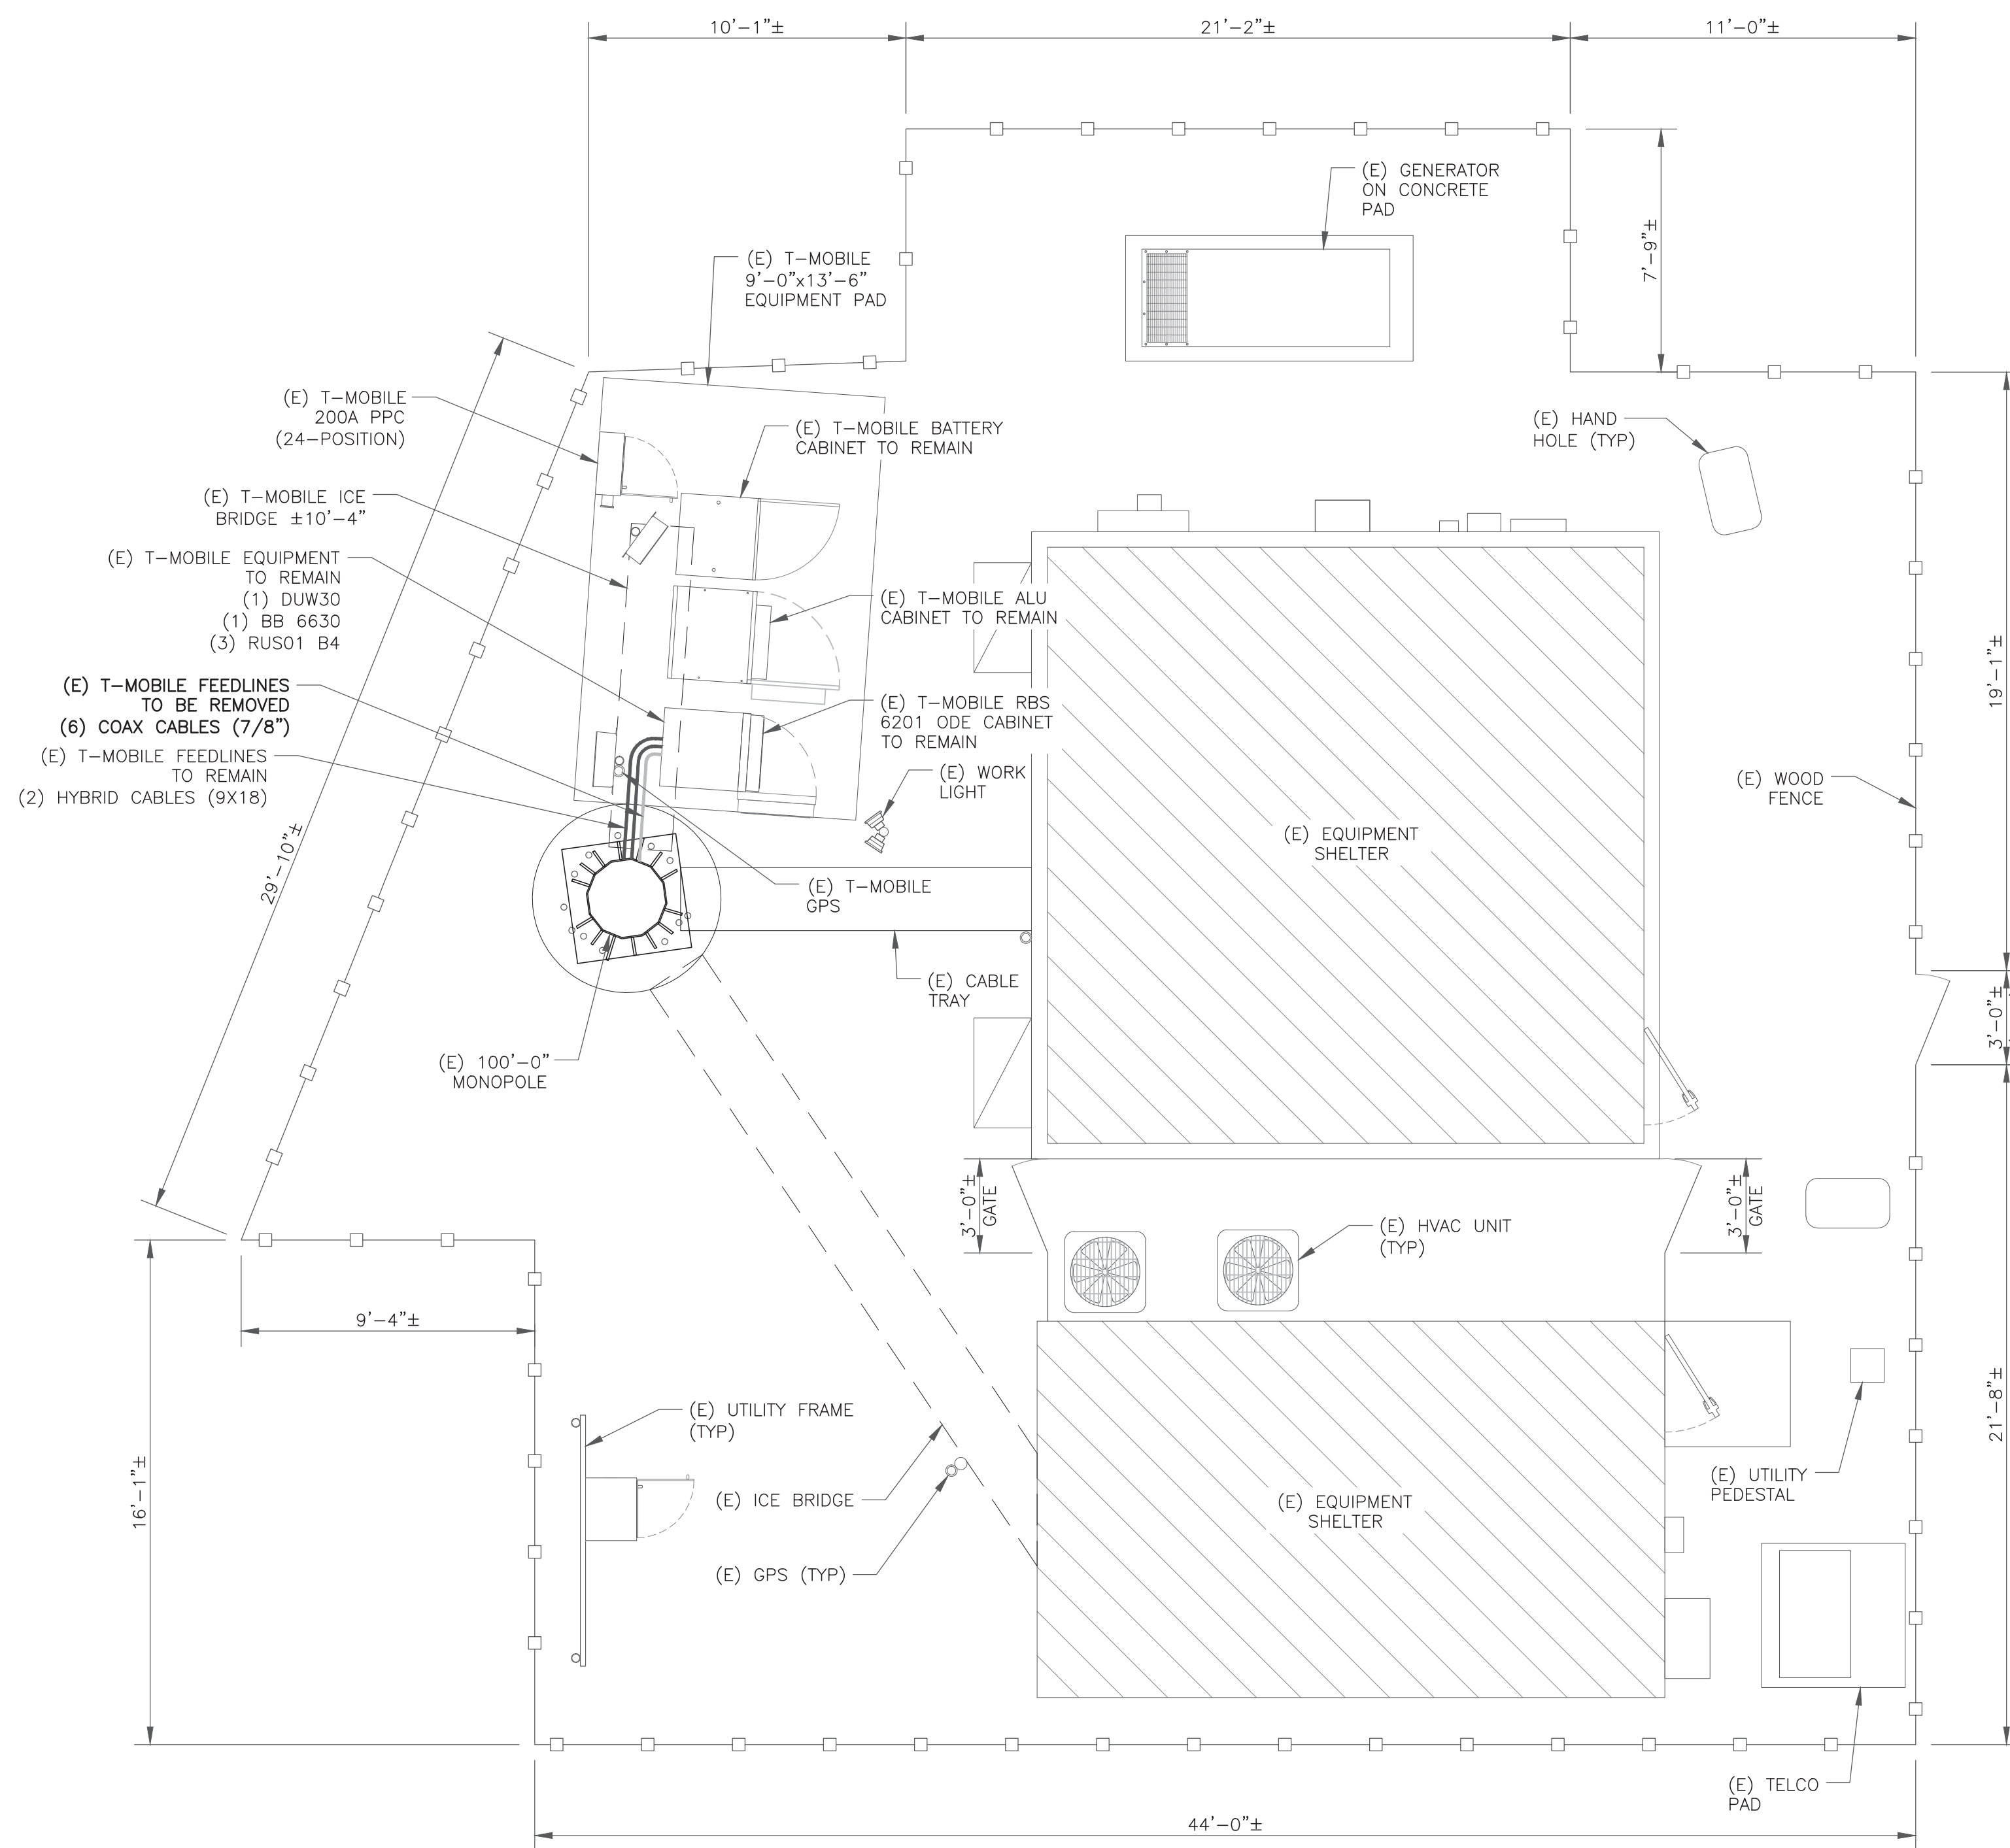 10'-1"±
21'-2"±
11'-0"±
(E) GENERATOR
ON CONCRETE
PAD
7'-9"±
(E) T-MOBILE
9'-0"x13'-6"
EQUIPMENT PAD
(E) T-MOBILE
200A PPC
(24-POSITION)
(E) T-MOBILE BATTERY
CABINET TO REMAIN
(E) HAND
HOLE (TYP)
(E) T-MOBILE ICE
BRIDGE ±10'-4"
(E) T-MOBILE EQUIPMENT
TO REMAIN
(1) DUW30
(1) BB 6630
(3) RUS01 B4
(E) T-MOBILE ALU
CABINET TO REMAIN
19'-1"±
(E) T-MOBILE FEEDLINES
TO BE REMOVED
(6) COAX CABLES (7/8")
(E) T-MOBILE RBS
6201 ODE CABINET
TO REMAIN
(E) T-MOBILE FEEDLINES
TO REMAIN
(2) HYBRID CABLES (9X18)
(E) WORK
LIGHT
(E) WOOD
FENCE
(E) EQUIPMENT
SHELTER
29'-10"±
(E) T-MOBILE
GPS
(E) CABLE
TRAY
3'-0"±
(E) 100'-0"
MONOPOLE
3'-0"±
GATE
3'-0"±
GATE
(E) HVAC UNIT
(TYP)
9'-4"±
(E) UTILITY FRAME
(TYP)
21'-8"±
16'-1"±
(E) ICE BRIDGE
(E) EQUIPMENT
SHELTER
(E) UTILITY
PEDESTAL
(E) GPS (TYP)
(E) TELCO
PAD
44'-0"±